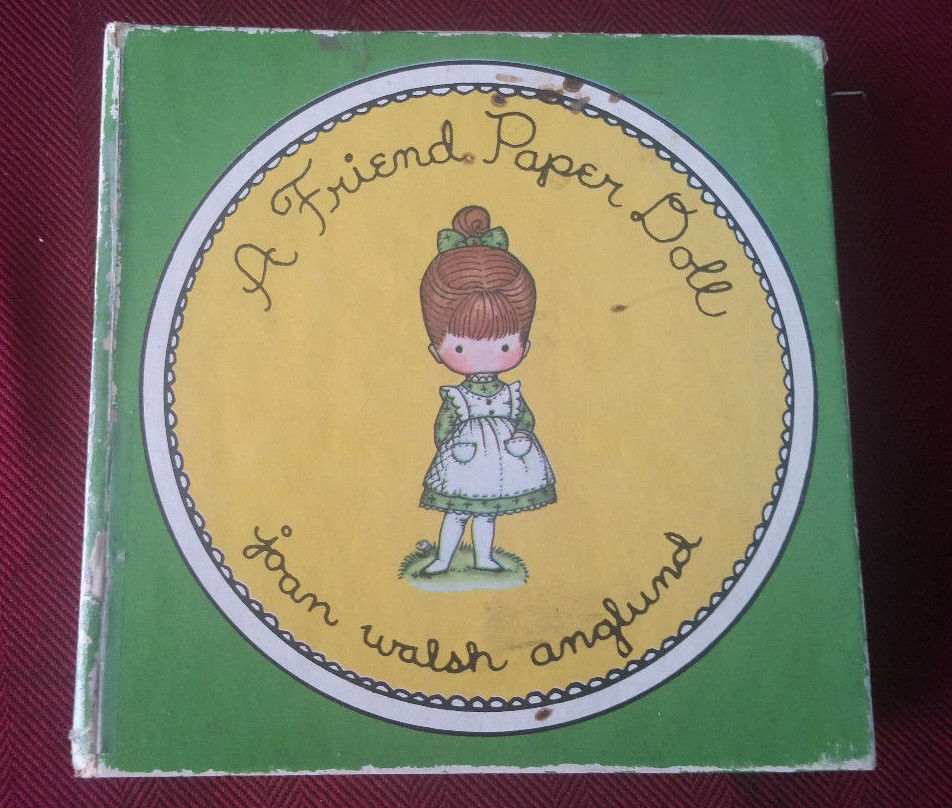 A Friend Paper Doll
joan walsh anglund